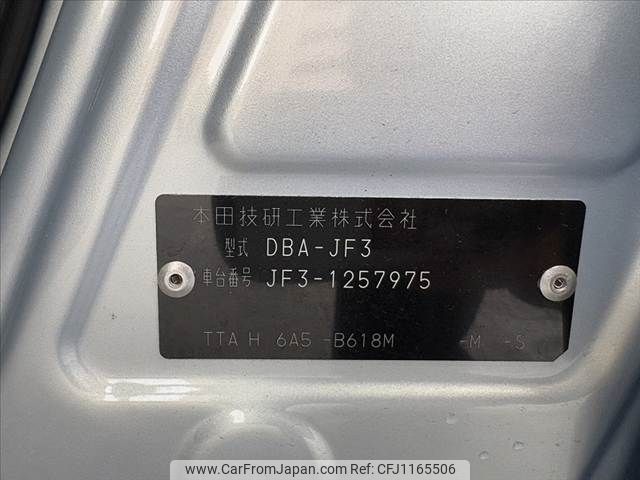 本田技研工業株式会社
型式 DBA-JF3
車台番号 JF3-1257975
TTA H 6A5 -B618M -M -S
www.CarFromJapan.com ─ CFJ1165506